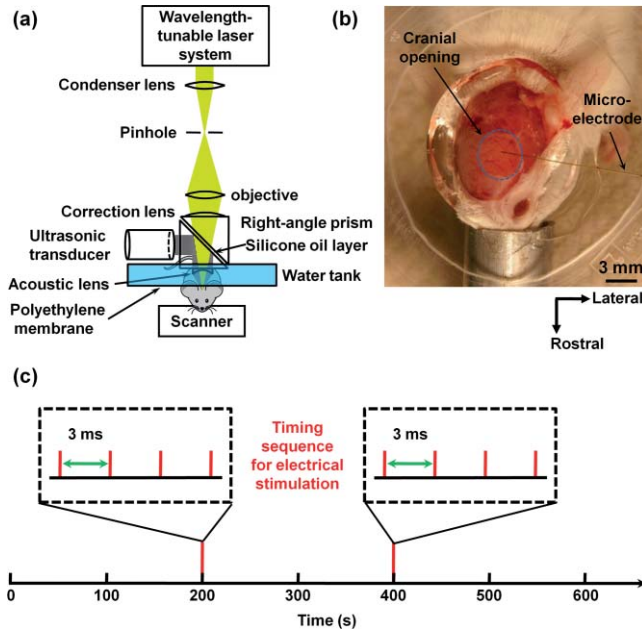 (a)
Wavelength-
tunable laser
system
Condenser lens
Pinhole
objective
Correction lens
Right-angle prism
Ultrasonic
transducer
Silicone oil layer
Acoustic lens
Water tank
Polyethylene
membrane
Scanner
(b)
Cranial
opening
Micro-
electrode
3 mm
Lateral
Rostral
(c)
3 ms
Timing
sequence
for electrical
stimulation
3 ms
0 100 200 300 400 500 600
Time (s)